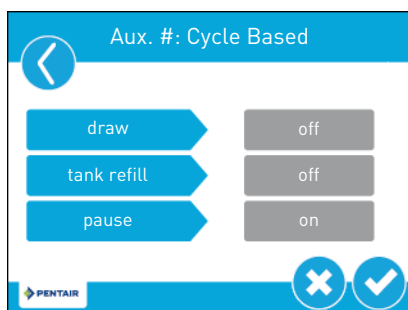 Aux. #: Cycle Based
draw off
tank refill off
pause on
PENTAIR